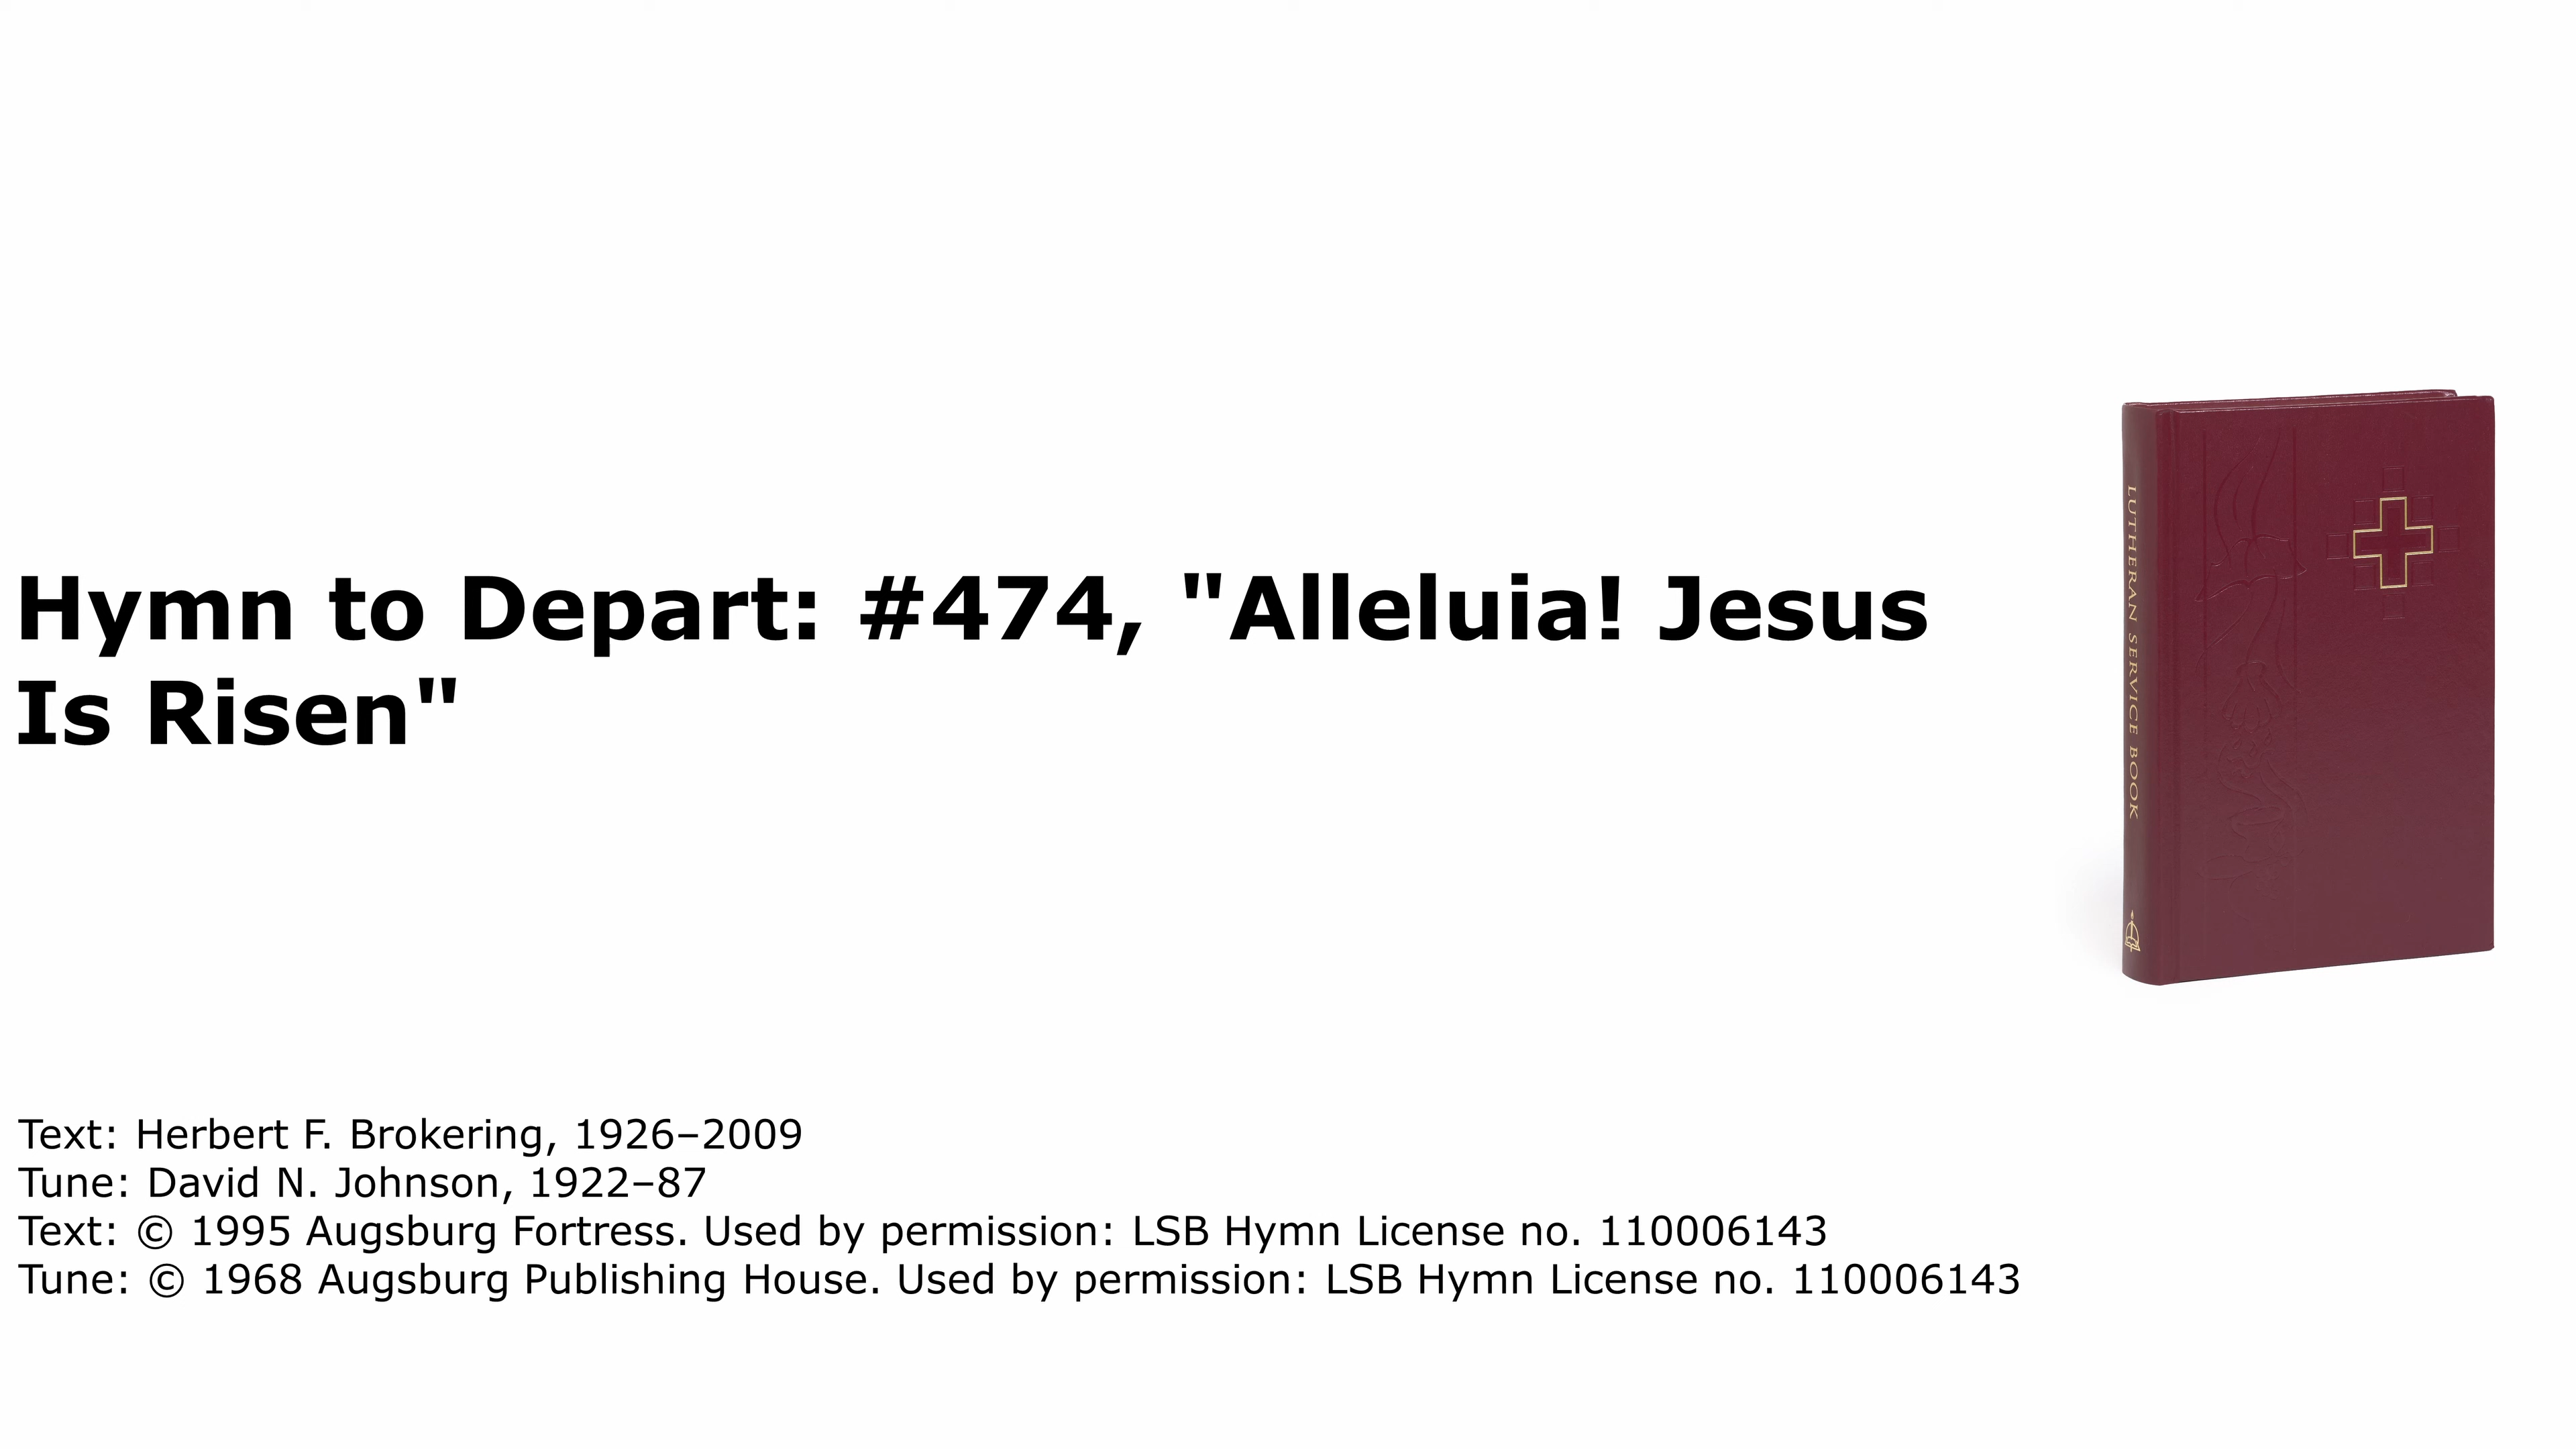 Hymn to Depart: #474, "Alleluia! Jesus
Is Risen"
LUTHERAN SERVICE BOOK
Text: Herbert F. Brokering, 1926–2009
Tune: David N. Johnson, 1922–87
Text: © 1995 Augsburg Fortress. Used by permission: LSB Hymn License no. 110006143
Tune: © 1968 Augsburg Publishing House. Used by permission: LSB Hymn License no. 110006143